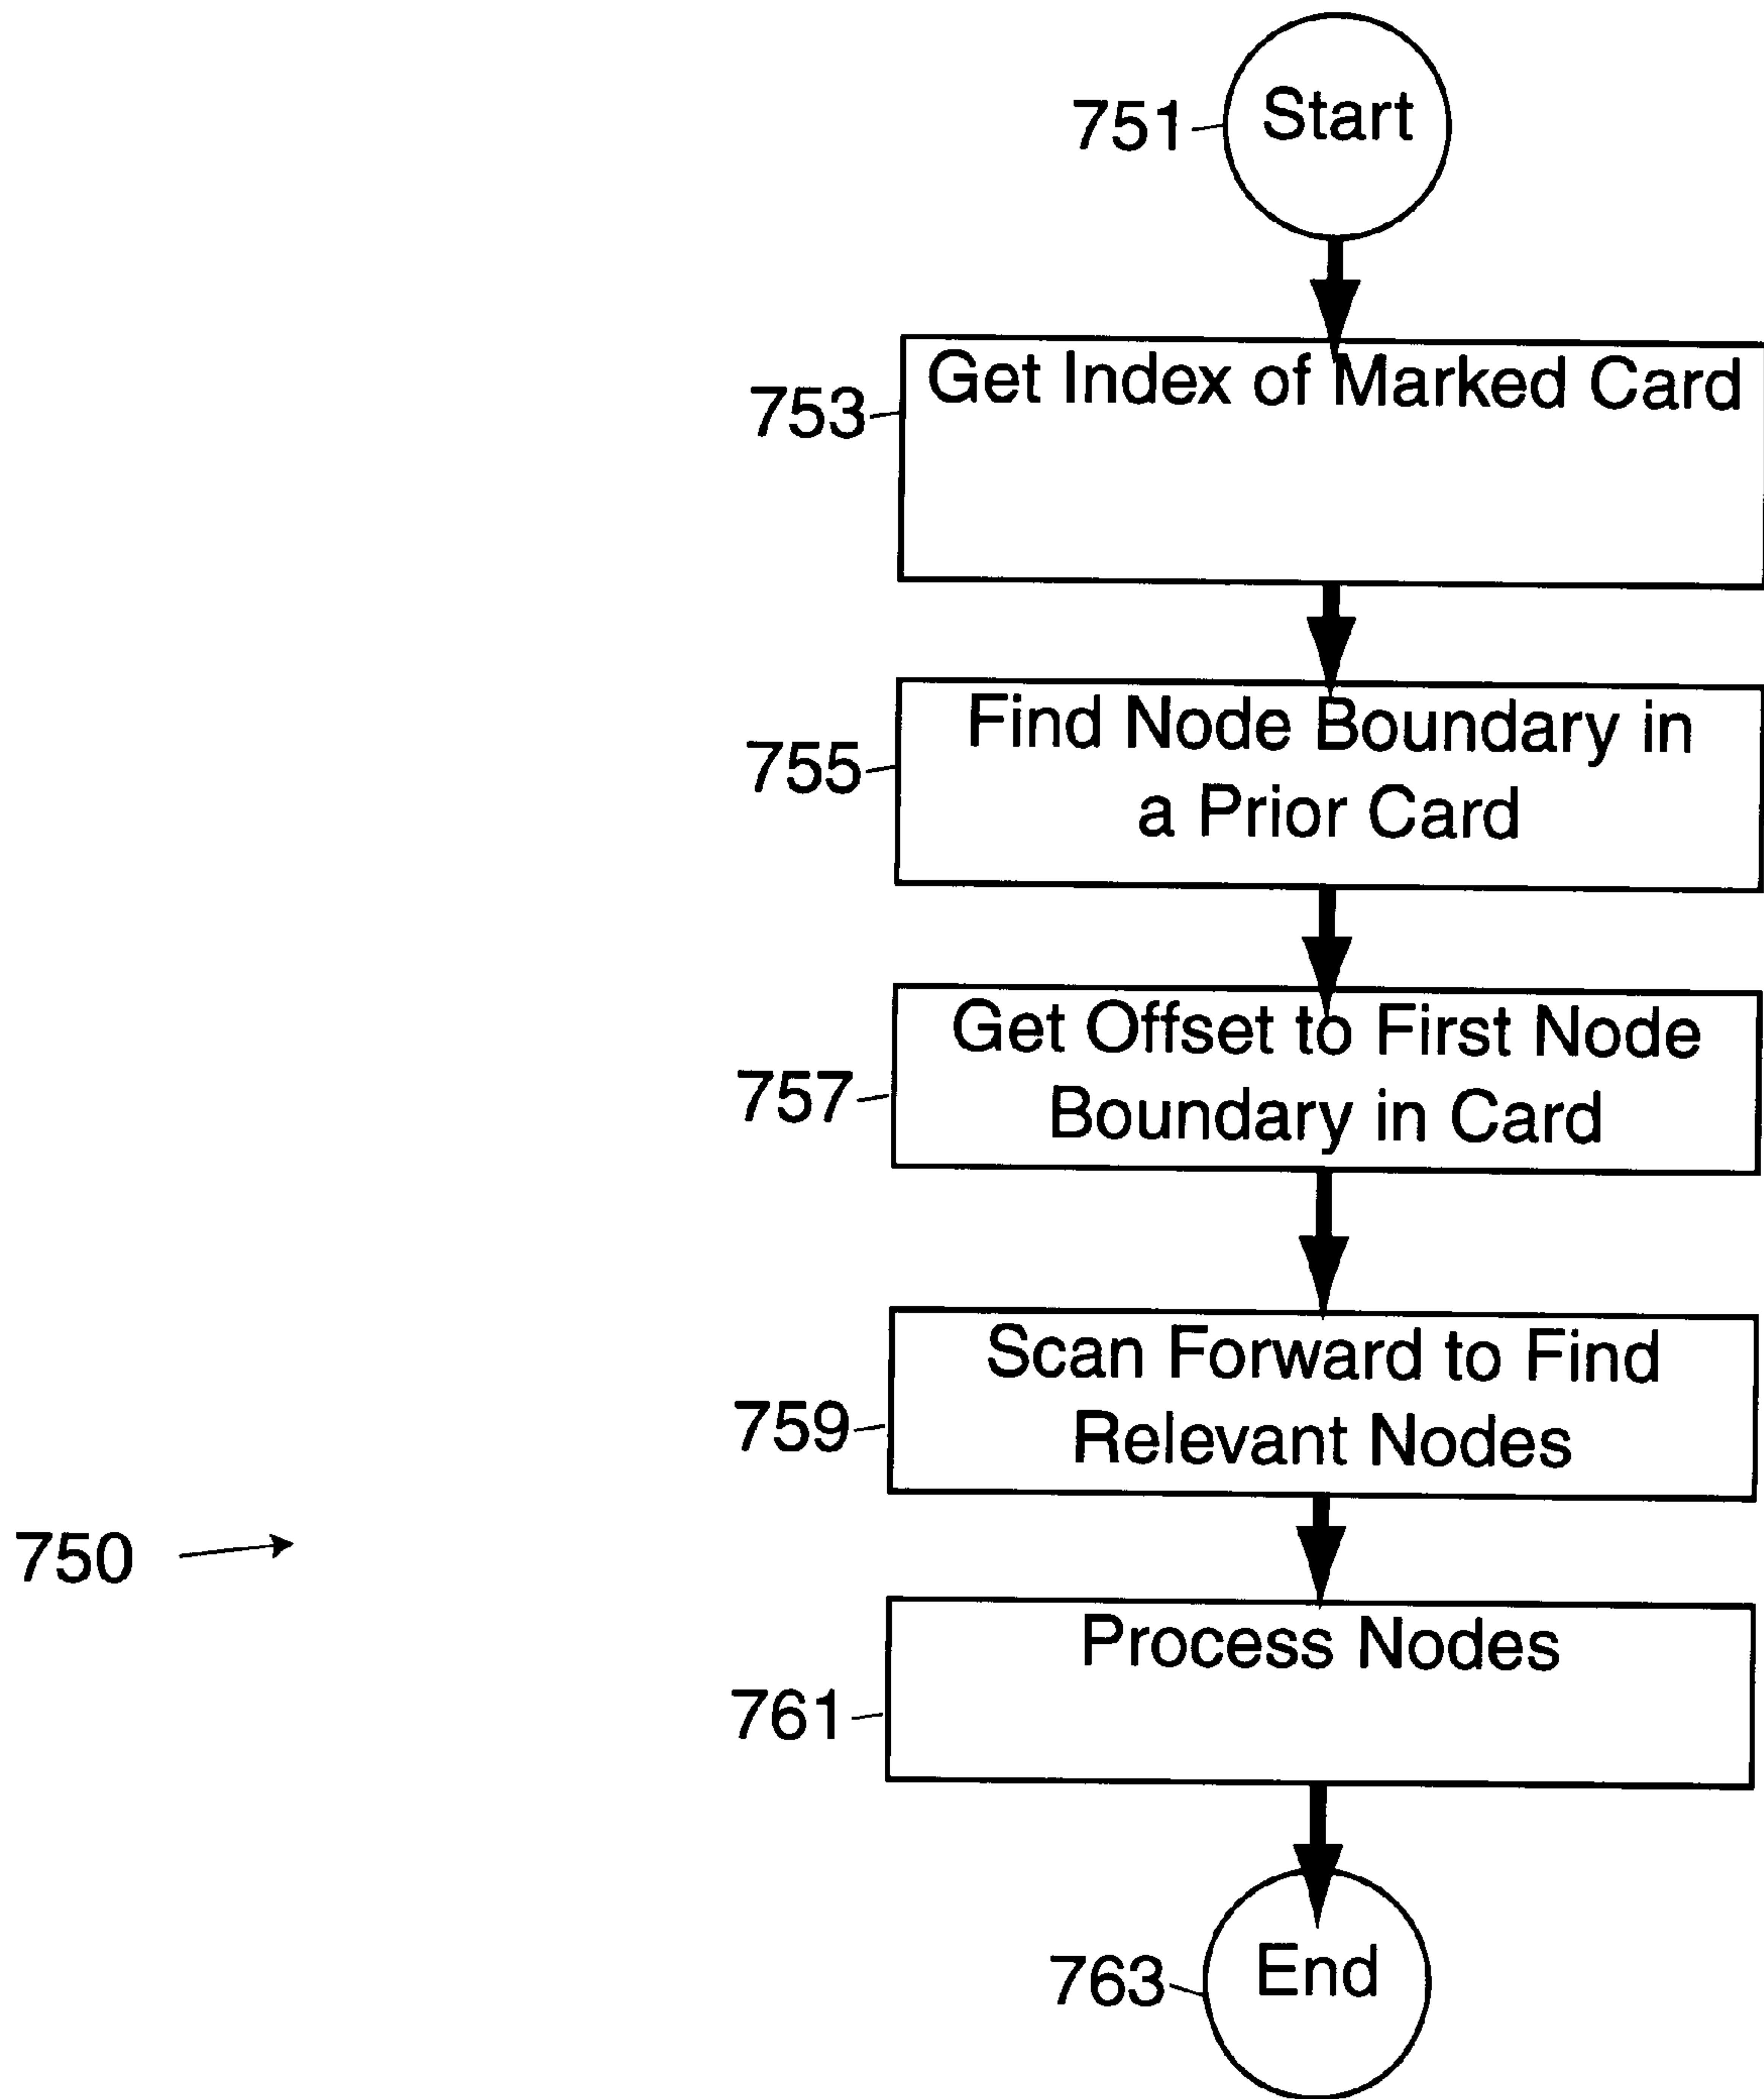 751
Start
753
Get Index of Marked Card
755
Find Node Boundary in
a Prior Card
757
Get Offset to First Node
Boundary in Card
759
Scan Forward to Find
Relevant Nodes
750
761
Process Nodes
763
End